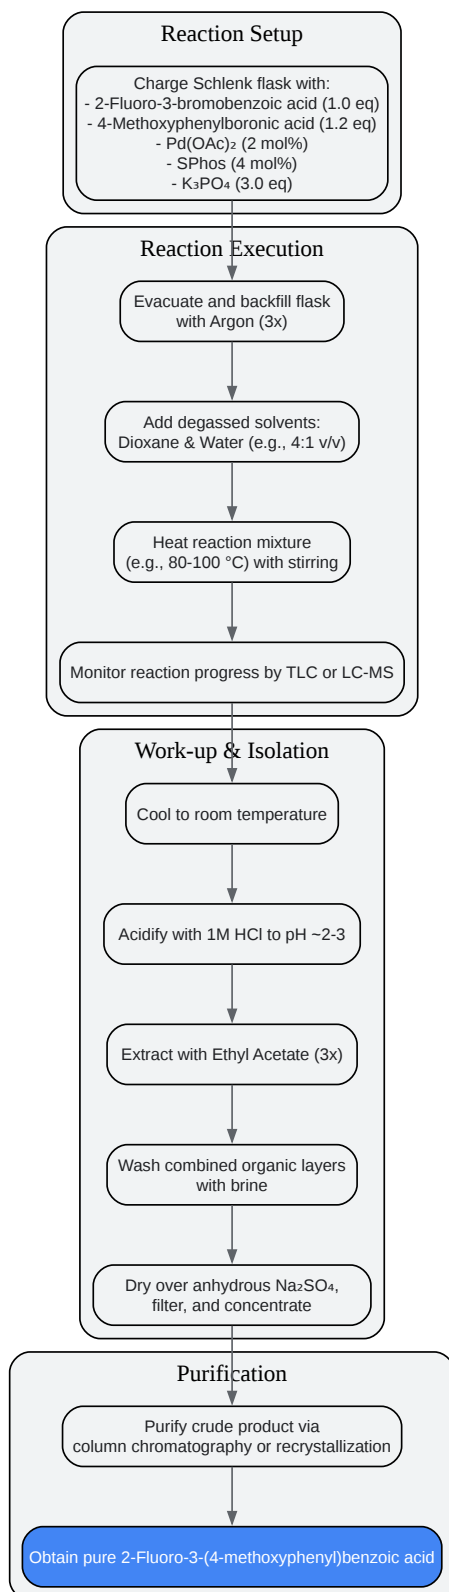 Reaction Setup
Charge Schlenk flask with:
- 2-Fluoro-3-bromobenzoic acid (1.0 eq)
- 4-Methoxyphenylboronic acid (1.2 eq)
- Pd(OAc)₂ (2 mol%)
- SPhos (4 mol%)
- K₃PO₄ (3.0 eq)
Reaction Execution
Evacuate and backfill flask
with Argon (3x)
Add degassed solvents:
Dioxane & Water (e.g., 4:1 v/v)
Heat reaction mixture
(e.g., 80-100 °C) with stirring
Monitor reaction progress by TLC or LC-MS
Work-up & Isolation
Cool to room temperature
Acidify with 1M HCl to pH ~2-3
Extract with Ethyl Acetate (3x)
Wash combined organic layers
with brine
Dry over anhydrous Na₂SO₄,
filter, and concentrate
Purification
Purify crude product via
column chromatography or recrystallization
Obtain pure 2-Fluoro-3-(4-methoxyphenyl)benzoic acid